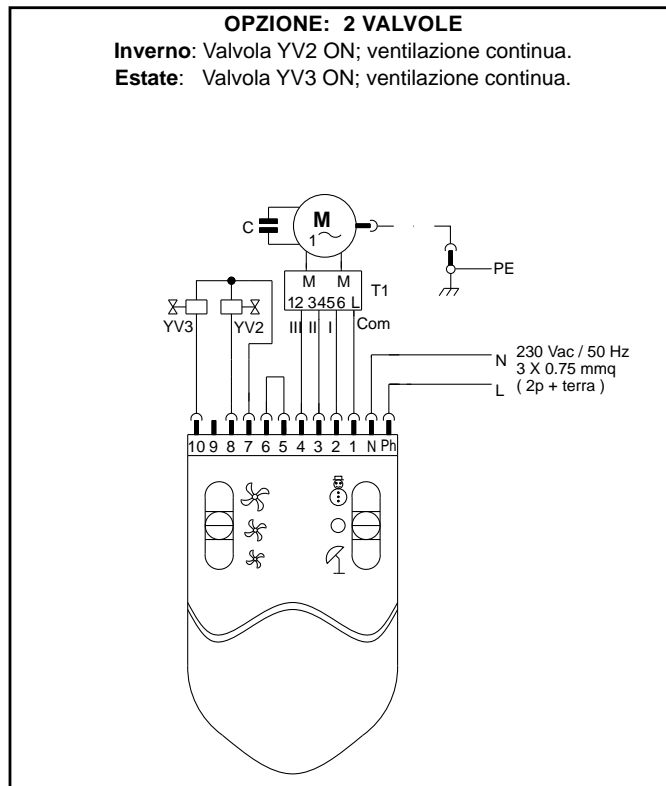 OPZIONE: 2 VALVOLE
Inverno: Valvola YV2 ON; ventilazione continua.
Estate: Valvola YV3 ON; ventilazione continua.
C
M
1
M M
T1
12 3456 L
III II I Com
PE
YV3
YV2
N
L
230 Vac / 50 Hz
3 X 0.75 mmq
( 2p + terra )
10 9 8 7 6 5 4 3 2 1 N Ph